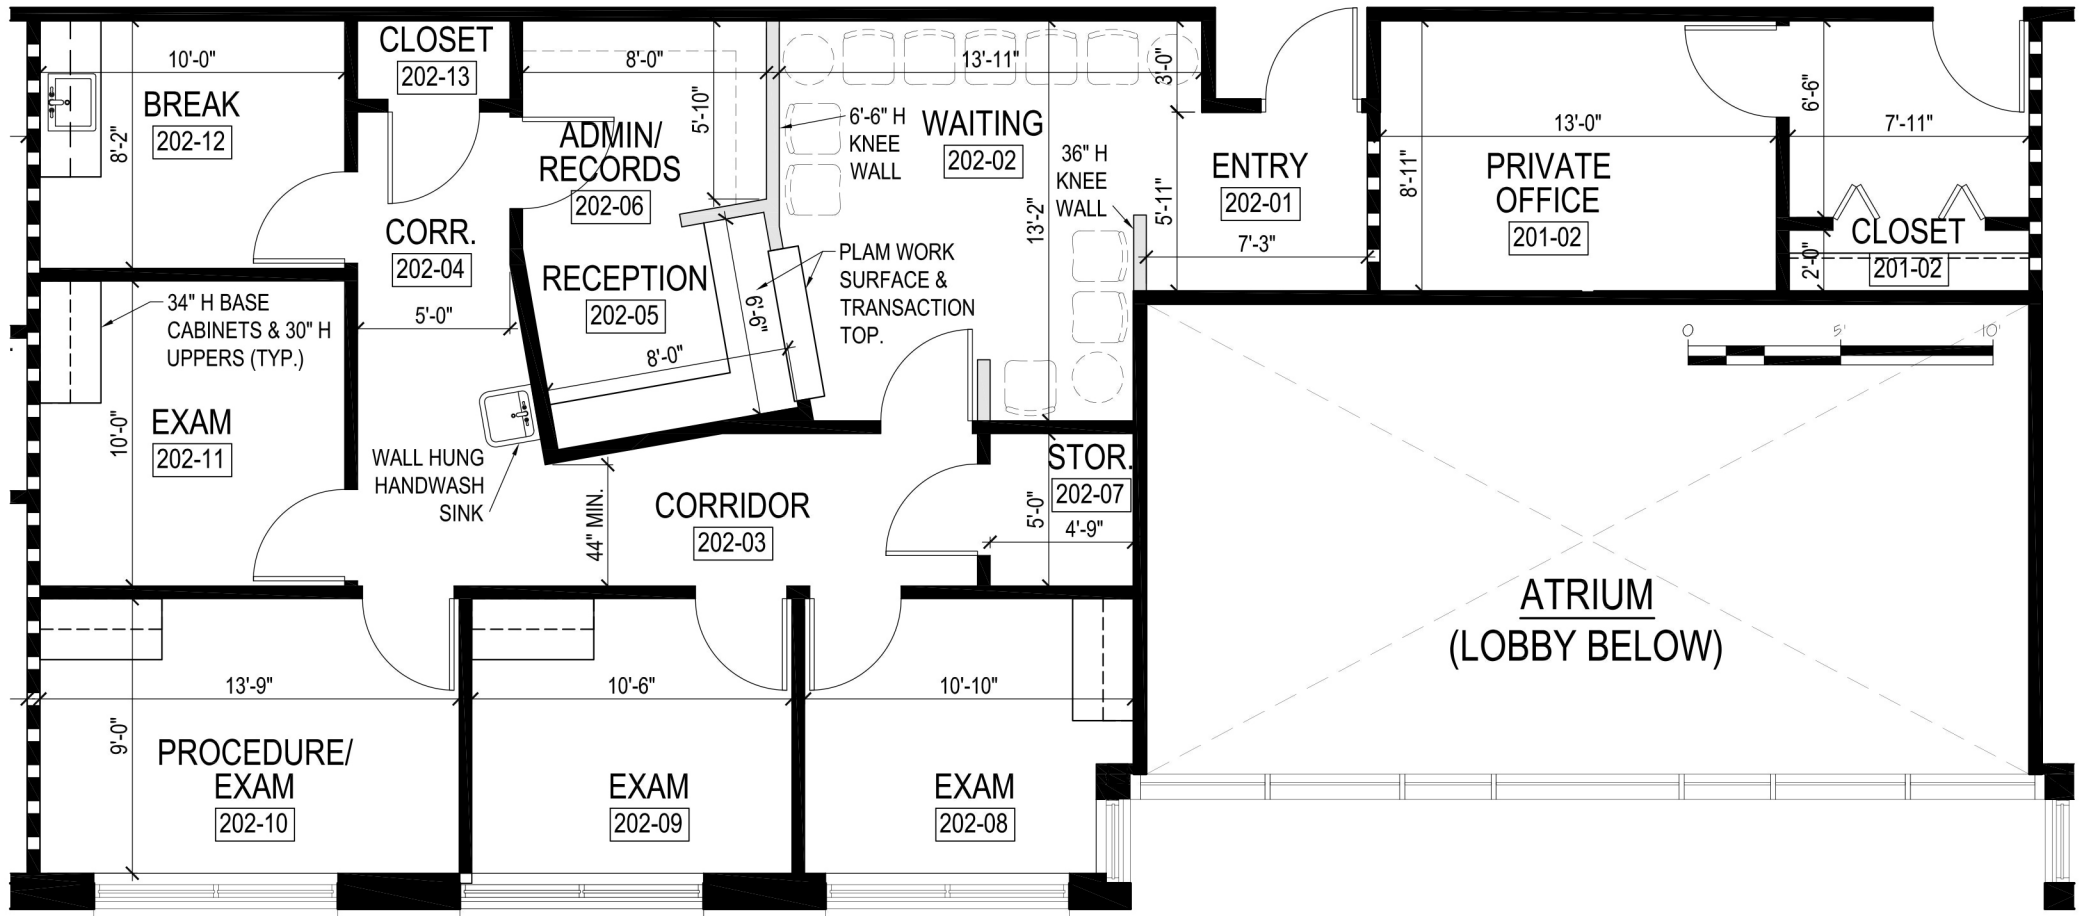 CLOSET
202-13
10'-0"
8'-0"
13'-11"
3'-0"
BREAK
202-12
8'-2"
5'-10"
ADMIN/
RECORDS
202-06
6'-6" H
KNEE
WALL
WAITING
202-02
36" H
KNEE
WALL
13'-2"
5'-11"
ENTRY
202-01
7'-3"
8'-11"
13'-0"
PRIVATE
OFFICE
201-02
6'-6"
7'-11"
CLOSET
201-02
2'-0"
CORR.
202-04
5'-0"
RECEPTION
202-05
6'-6"
8'-0"
PLAM WORK
SURFACE &
TRANSACTION
TOP.
34" H BASE
CABINETS & 30" H
UPPERS (TYP.)
EXAM
202-11
10'-0"
WALL HUNG
HANDWASH
SINK
44" MIN.
CORRIDOR
202-03
STOR.
202-07
5'-0"
4'-9"
0 5' 10'
ATRIUM
(LOBBY BELOW)
13'-9"
10'-6"
10'-10"
9'-0"
PROCEDURE/
EXAM
202-10
EXAM
202-09
EXAM
202-08